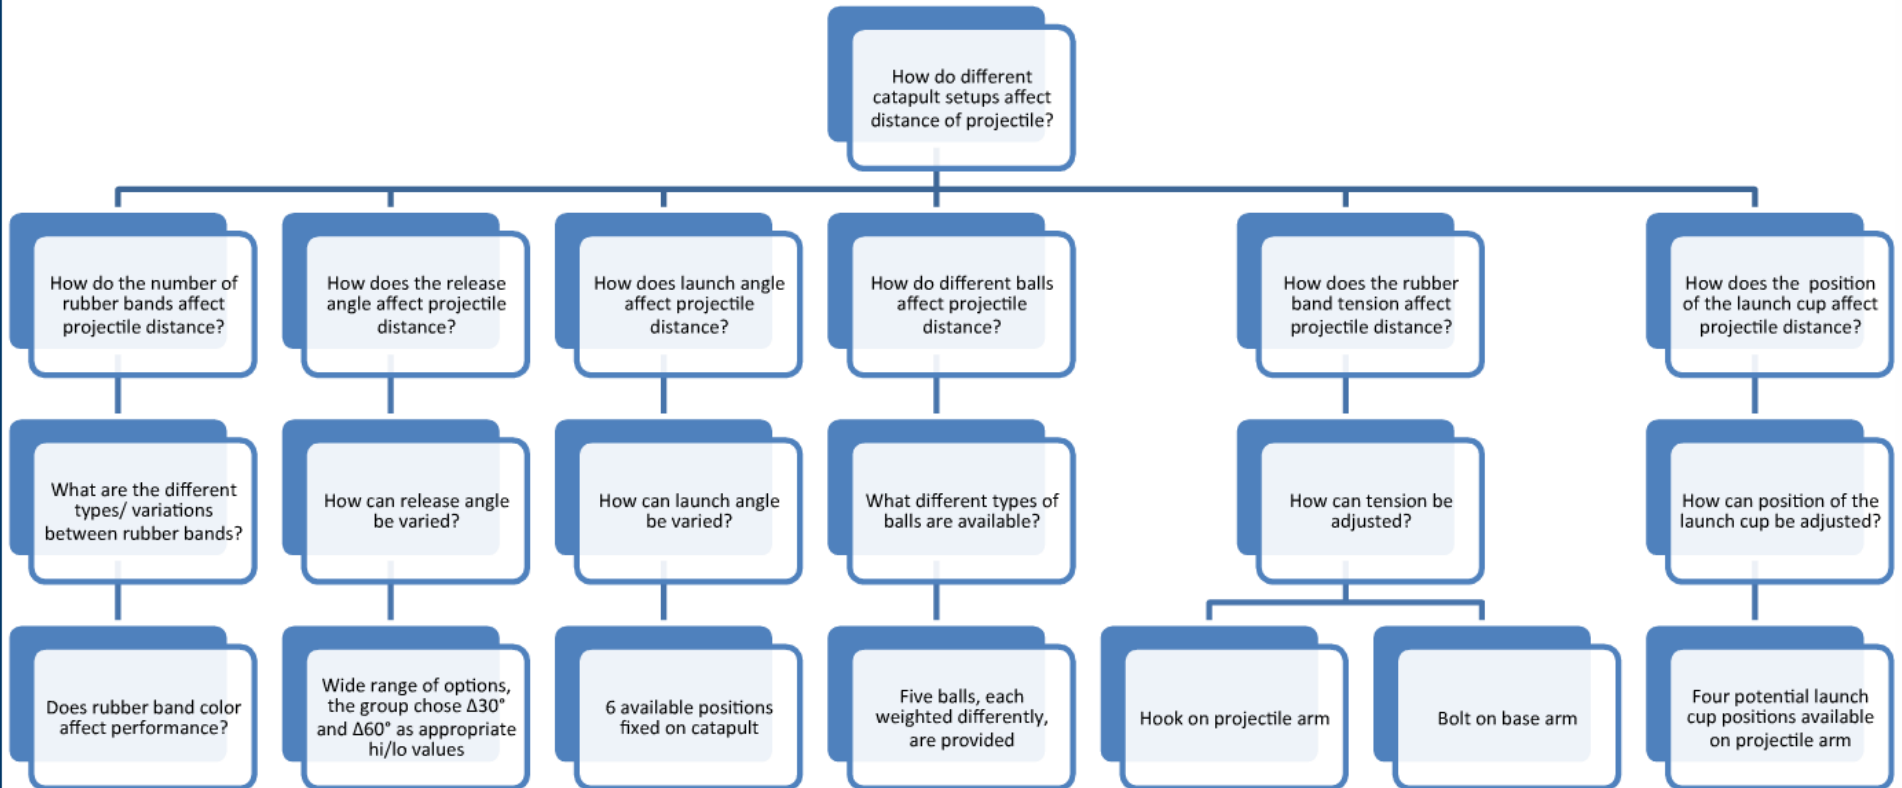 How do different
catapult setups affect
distance of projectile?
How do the number of
rubber bands affect
projectile distance?
How does the release
angle affect projectile
distance?
How does launch angle
affect projectile
distance?
How do different balls
affect projectile
distance?
How does the rubber
band tension affect
projectile distance?
How does the  position
of the launch cup affect
projectile distance?
What are the different
types/ variations
between rubber bands?
How can release angle
be varied?
How can launch angle
be varied?
What different types of
balls are available?
How can tension be
adjusted?
How can position of the
launch cup be adjusted?
Does rubber band color
affect performance?
Wide range of options,
the group chose Δ30°
and Δ60° as appropriate
hi/lo values
6 available positions
fixed on catapult
Five balls, each
weighted differently,
are provided
Hook on projectile arm
Bolt on base arm
Four potential launch
cup positions available
on projectile arm